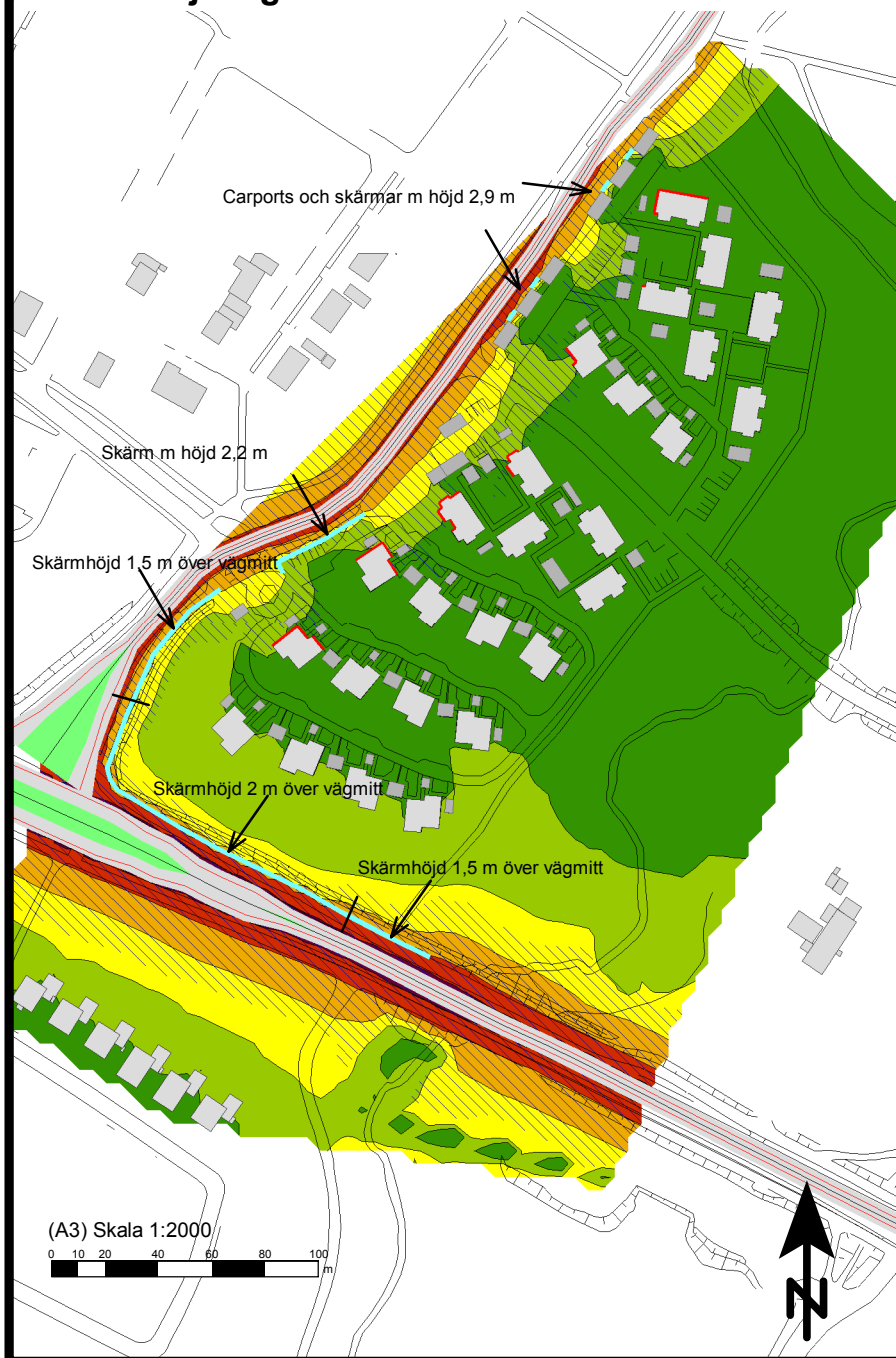 Carports och skärmar m höjd 2,9 m
Skärm m höjd 2,2 m
Skärmhöjd 1,5 m över vägmitt
Skärmhöjd 2 m över vägmitt
Skärmhöjd 1,5 m över vägmitt
(A3) Skala 1:2000
0 10 20 40 60 80 100
m
N